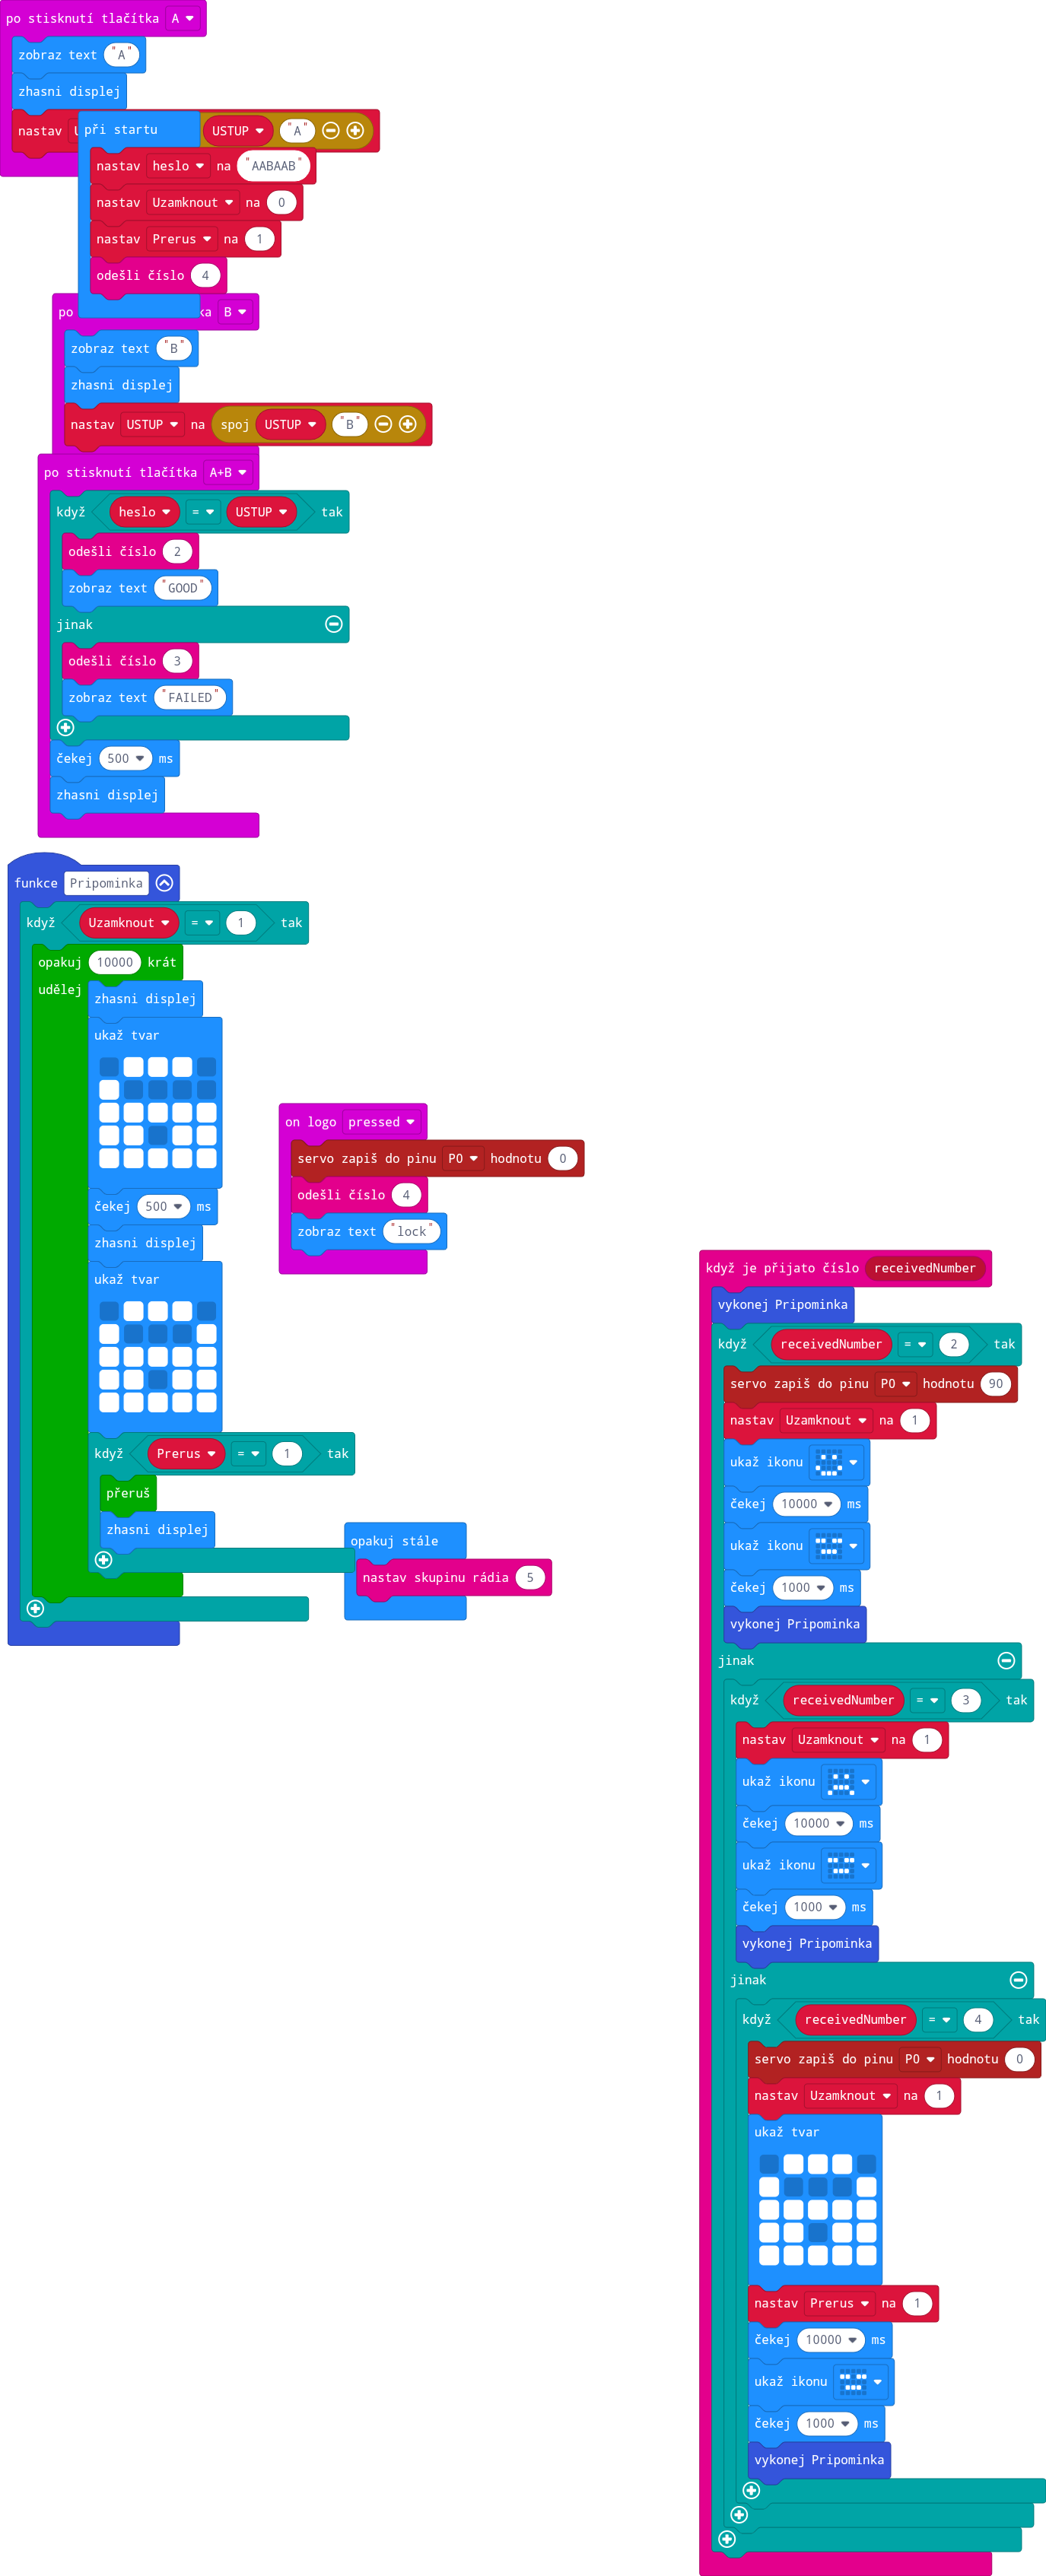 po stisknutí tlačítka A
zobraz text "A"
zhasni displej
nastav USTUP "A"
při startu
nastav heslo na "AABAAB"
nastav Uzamknout na 0
nastav Prerus na 1
odešli číslo 4
po ka B
zobraz text "B"
zhasni displej
nastav USTUP na spoj USTUP "B"
po stisknutí tlačítka A+B
když heslo = USTUP tak
odešli číslo 2
zobraz text "GOOD"
jinak
odešli číslo 3
zobraz text "FAILED"
čekej 500 ms
zhasni displej
funkce Pripominka
když Uzamknout = 1 tak
opakuj 10000 krát
udělej zhasni displej
ukaž tvar
čekej 500 ms
zhasni displej
ukaž tvar
když Prerus = 1 tak
přeruš
zhasni displej
on logo pressed
servo zapiš do pinu P0 hodnotu 0
odešli číslo 4
zobraz text "lock"
opakuj stále
nastav skupinu rádia 5
když je přijato číslo receivedNumber
vykonej Pripominka
když receivedNumber = 2 tak
servo zapiš do pinu P0 hodnotu 90
nastav Uzamknout na 1
ukaž ikonu
čekej 10000 ms
ukaž ikonu
čekej 1000 ms
vykonej Pripominka
jinak
když receivedNumber = 3 tak
nastav Uzamknout na 1
ukaž ikonu
čekej 10000 ms
ukaž ikonu
čekej 1000 ms
vykonej Pripominka
jinak
když receivedNumber = 4 tak
servo zapiš do pinu P0 hodnotu 0
nastav Uzamknout na 1
ukaž tvar
nastav Prerus na 1
čekej 10000 ms
ukaž ikonu
čekej 1000 ms
vykonej Pripominka